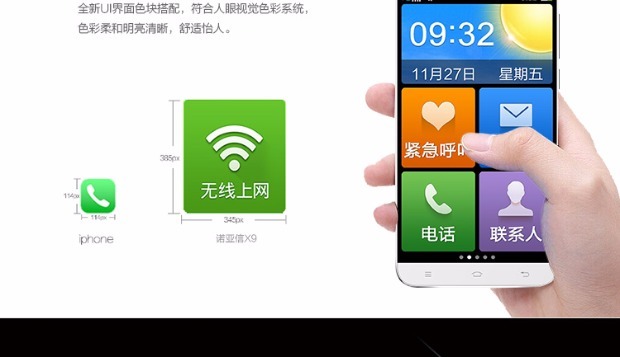 全新UI界面色块搭配，符合人眼视觉色彩系统，
色彩柔和明亮清晰，舒适怡人。
09:32
11月27日 星期五
紧急呼叫
385px
无线上网
345px
诺亚信X9
114px
114px
iphone
电话
联系人